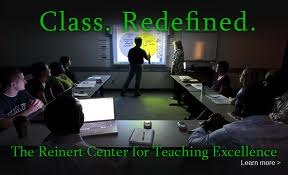 Class. Redefined.
The Reinert Center for Teaching Excellence
Learn more >